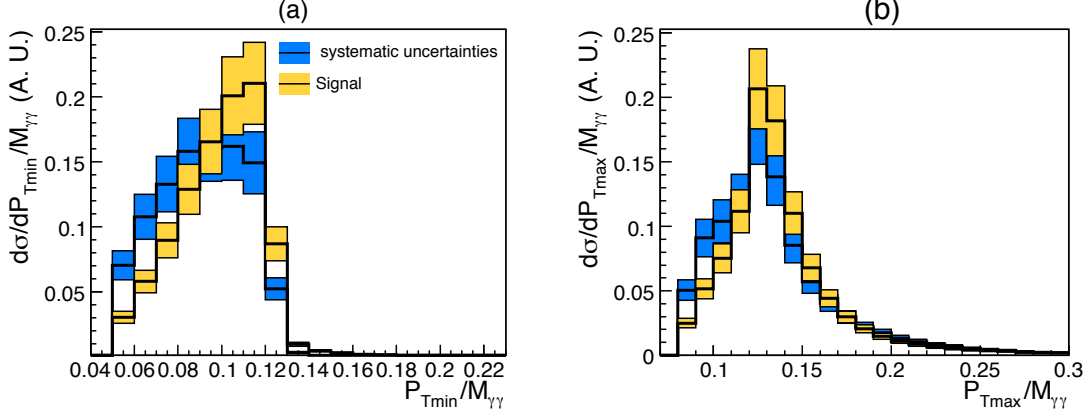 (a)
dσ/dP_Tmin/M_γγ (A. U.)
0.25
0.2
0.15
0.1
0.05
systematic uncertainties
Signal
0.04 0.06 0.08 0.1 0.12 0.14 0.16 0.18 0.2 0.22
P_Tmin/M_γγ
(b)
dσ/dP_Tmax/M_γγ (A. U.)
0.25
0.2
0.15
0.1
0.05
0
0.1 0.15 0.2 0.25 0.3
P_Tmax/M_γγ